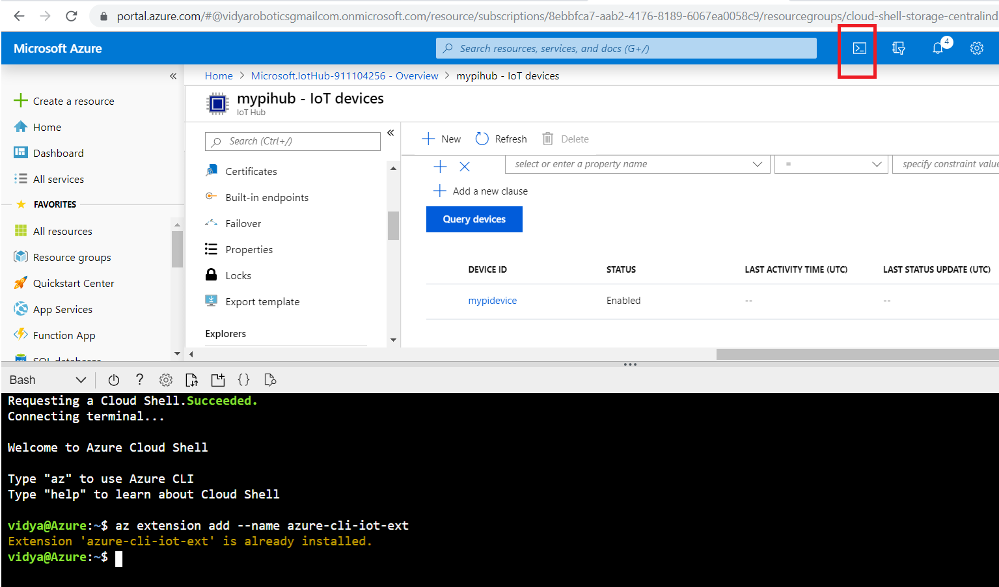 portal.azure.com/#@vidyaroboticsgmailcom.onmicrosoft.com/resource/subscriptions/8ebbfca7-aab2-4176-8189-6067ea0058c9/resourcegroups/cloud-shell-storage-centralind
Microsoft Azure
Search resources, services, and docs (G+/)
4
«
Home > Microsoft.IotHub-911104256 - Overview > mypihub - IoT devices
Create a resource
Home
Dashboard
All services
FAVORITES
All resources
Resource groups
Quickstart Center
App Services
Function App
SQL databases
mypihub - IoT devices
IoT Hub
Search (Ctrl+/)
«
Certificates
Built-in endpoints
Failover
Properties
Locks
Export template
Explorers
New Refresh Delete
select or enter a property name = specify constraint value
Add a new clause
Query devices
DEVICE ID STATUS LAST ACTIVITY TIME (UTC) LAST STATUS UPDATE (UTC)
mypidevice Enabled -- --
Bash ? {}
Requesting a Cloud Shell.Succeeded.
Connecting terminal...
Welcome to Azure Cloud Shell
Type "az" to use Azure CLI
Type "help" to learn about Cloud Shell
vidya@Azure:~$ az extension add --name azure-cli-iot-ext
Extension 'azure-cli-iot-ext' is already installed.
vidya@Azure:~$